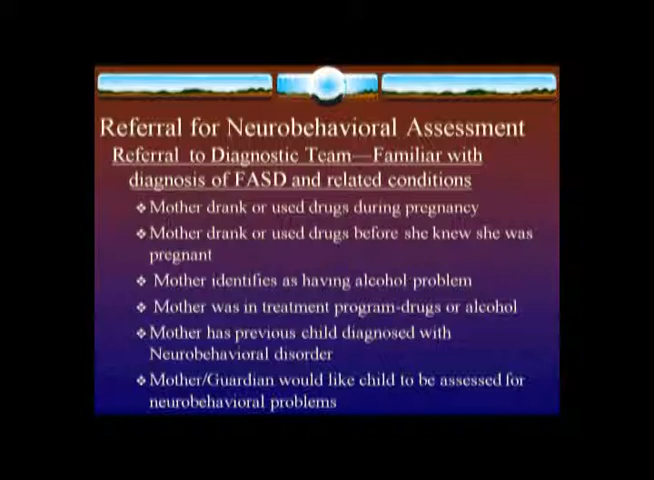 Referral for Neurobehavioral Assessment
Referral to Diagnostic Team—Familiar with
diagnosis of FASD and related conditions
❖Mother drank or used drugs during pregnancy
❖Mother drank or used drugs before she knew she was
pregnant
❖ Mother identifies as having alcohol problem
❖ Mother was in treatment program-drugs or alcohol
❖Mother has previous child diagnosed with
Neurobehavioral disorder
❖Mother/Guardian would like child to be assessed for
neurobehavioral problems